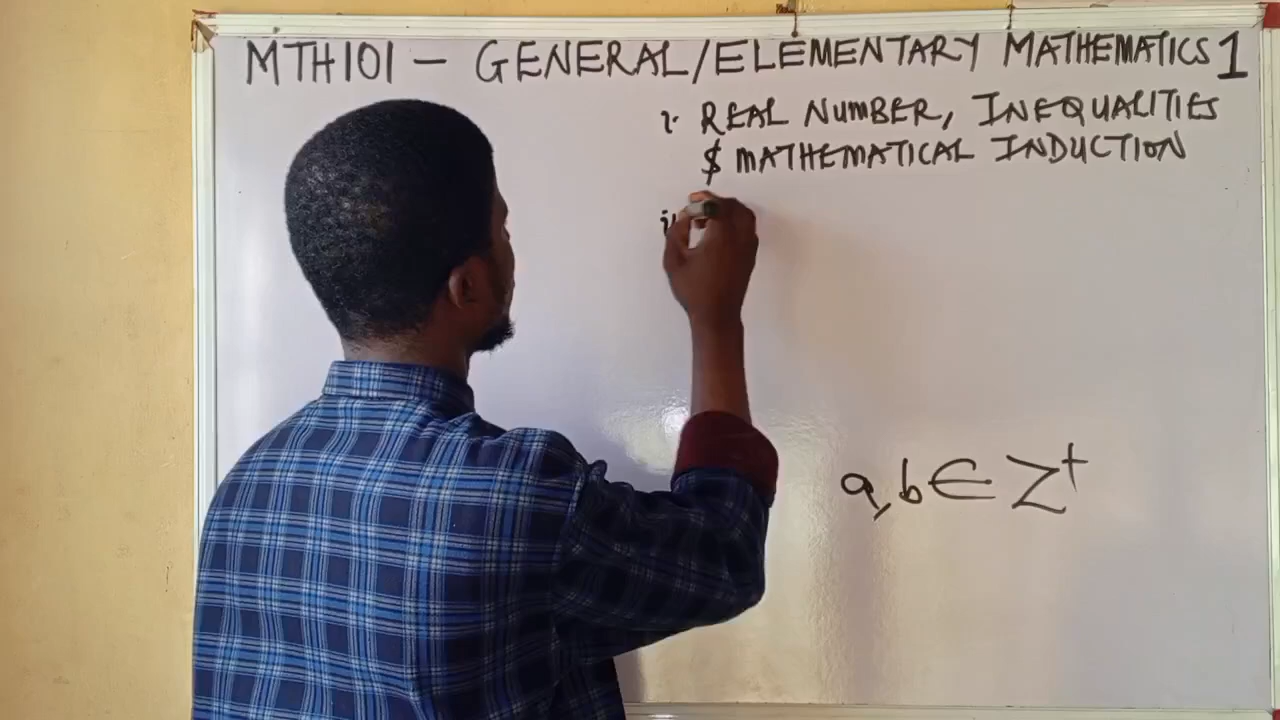 MTH101 - GENERAL/ELEMENTARY MATHEMATICS 1
i. REAL NUMBER, INEQUALITIES
& MATHEMATICAL INDUCTION
ii
a, b ∈ Z⁺